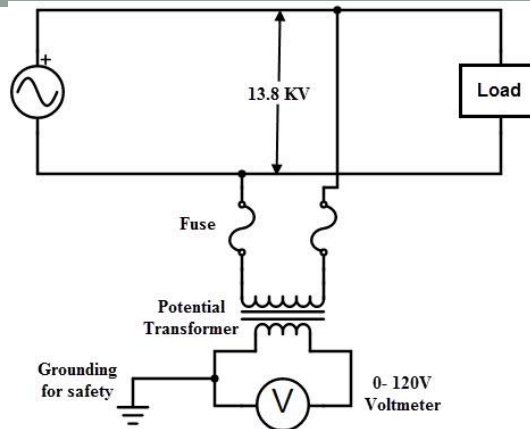 +
13.8 KV
Load
Fuse
Potential
Transformer
Grounding
for safety
V
0- 120V
Voltmeter